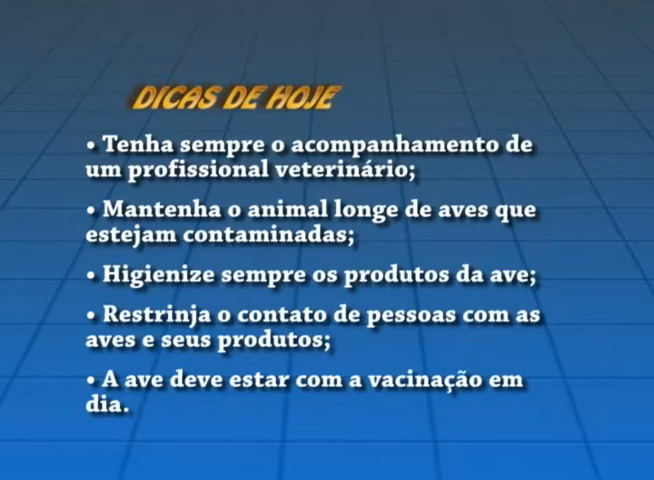 DICAS DE HOJE
• Tenha sempre o acompanhamento de
um profissional veterinário;
• Mantenha o animal longe de aves que
estejam contaminadas;
• Higienize sempre os produtos da ave;
• Restrinja o contato de pessoas com as
aves e seus produtos;
• A ave deve estar com a vacinação em
dia.